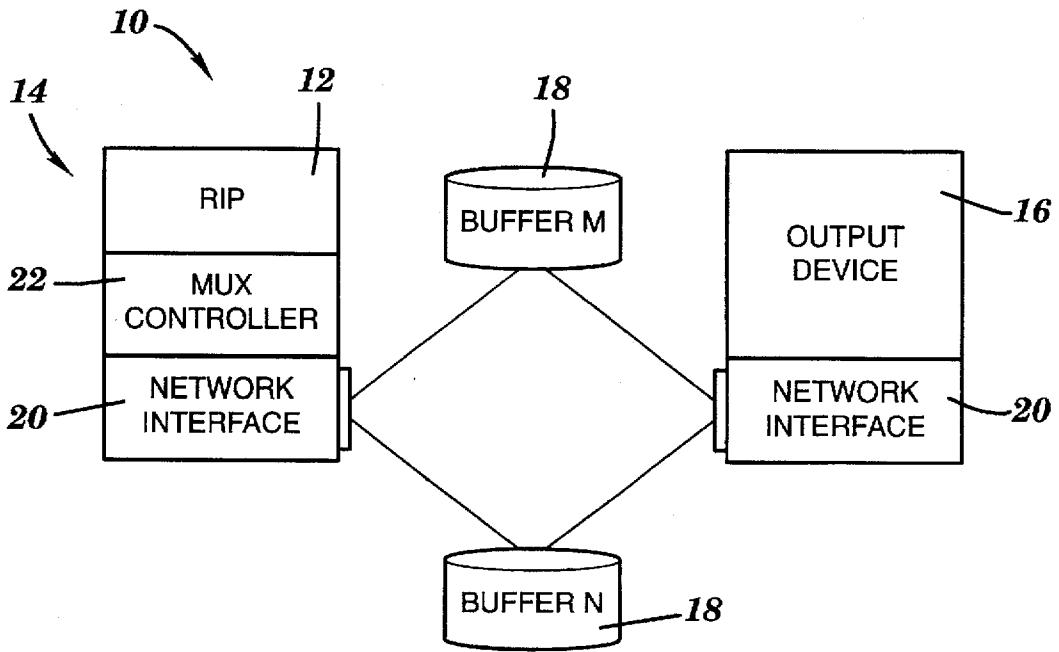 10
14
12
18
RIP
BUFFER M
16
OUTPUT
DEVICE
22
MUX
CONTROLLER
20
NETWORK
INTERFACE
NETWORK
INTERFACE
20
BUFFER N
18